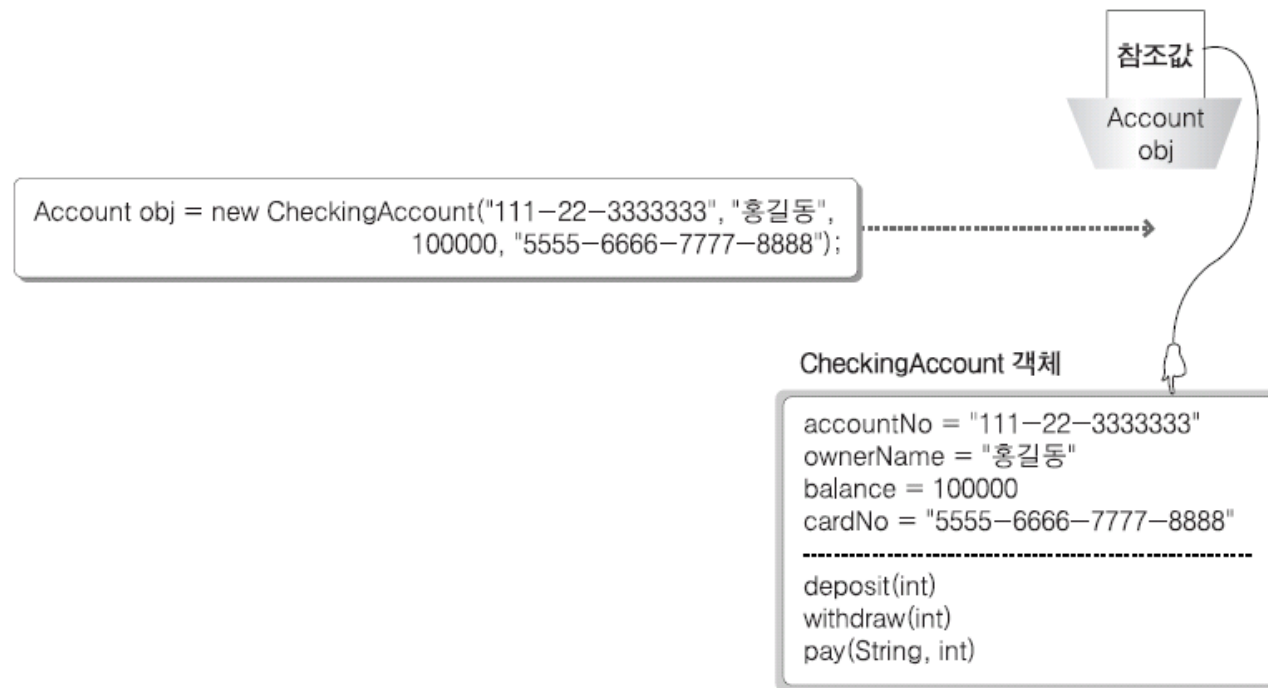 참조값
Account
obj
Account obj = new CheckingAccount("111-22-3333333", "홍길동",
100000, "5555-6666-7777-8888");
CheckingAccount 객체
accountNo = "111-22-3333333"
ownerName = "홍길동"
balance = 100000
cardNo = "5555-6666-7777-8888"
deposit(int)
withdraw(int)
pay(String, int)